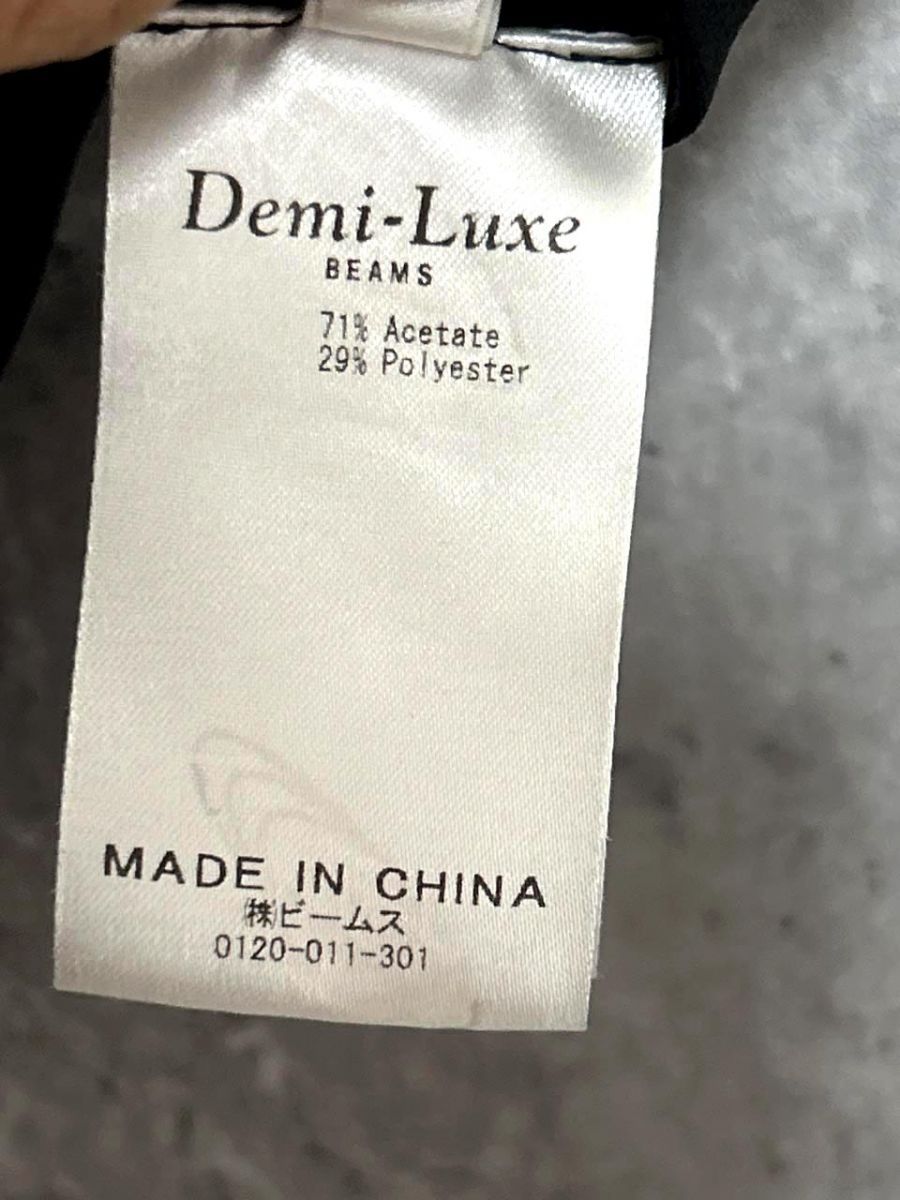 Demi-Luxe
BEAMS
71% Acetate
29% Polyester
MADE IN CHINA
㈱ビームス
0120-011-301